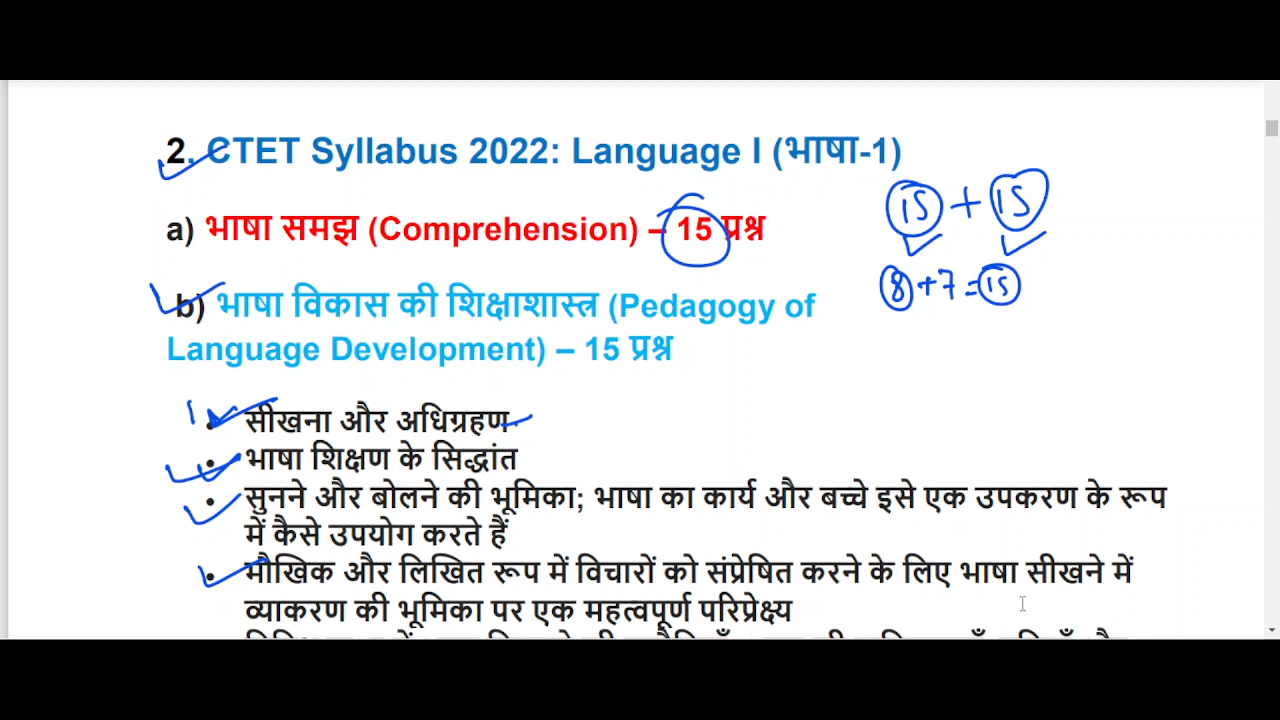 2. CTET Syllabus 2022: Language I (भाषा-1)
15 + 15
a) भाषा समझ (Comprehension) – 15 प्रश्न
8 + 7 = 15
b) भाषा विकास की शिक्षाशास्त्र (Pedagogy of
Language Development) – 15 प्रश्न
• सीखना और अधिग्रहण
• भाषा शिक्षण के सिद्धांत
• सुनने और बोलने की भूमिका; भाषा का कार्य और बच्चे इसे एक उपकरण के रूप
में कैसे उपयोग करते हैं
• मौखिक और लिखित रूप में विचारों को संप्रेषित करने के लिए भाषा सीखने में
व्याकरण की भूमिका पर एक महत्वपूर्ण परिप्रेक्ष्य